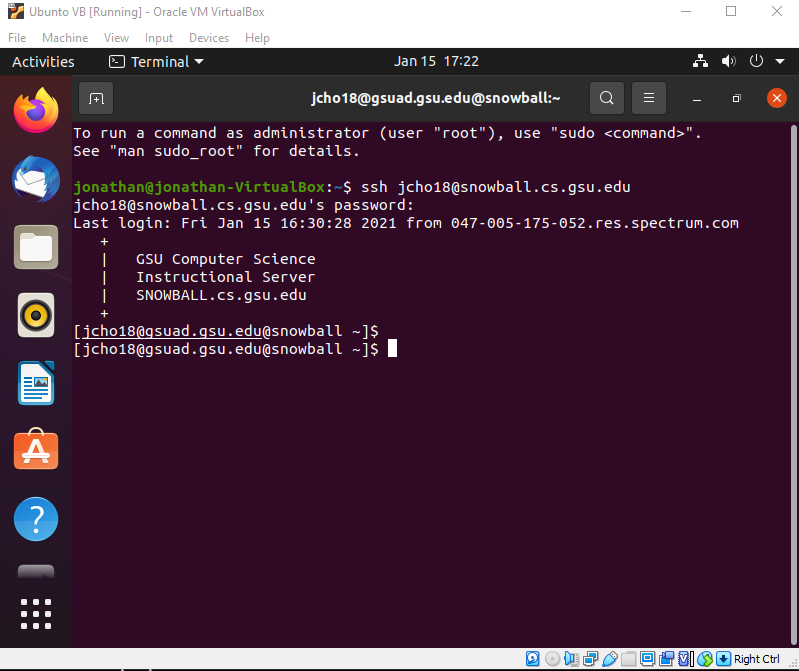 Ubunto VB [Running] - Oracle VM VirtualBox
File Machine View Input Devices Help
Activities Terminal Jan 15 17:22
jcho18@gsuad.gsu.edu@snowball:~
To run a command as administrator (user "root"), use "sudo <command>".
See "man sudo_root" for details.
jonathan@jonathan-VirtualBox:~$ ssh jcho18@snowball.cs.gsu.edu
jcho18@snowball.cs.gsu.edu's password:
Last login: Fri Jan 15 16:30:28 2021 from 047-005-175-052.res.spectrum.com
+
| GSU Computer Science
| Instructional Server
| SNOWBALL.cs.gsu.edu
+
[jcho18@gsuad.gsu.edu@snowball ~]$
[jcho18@gsuad.gsu.edu@snowball ~]$
Right Ctrl